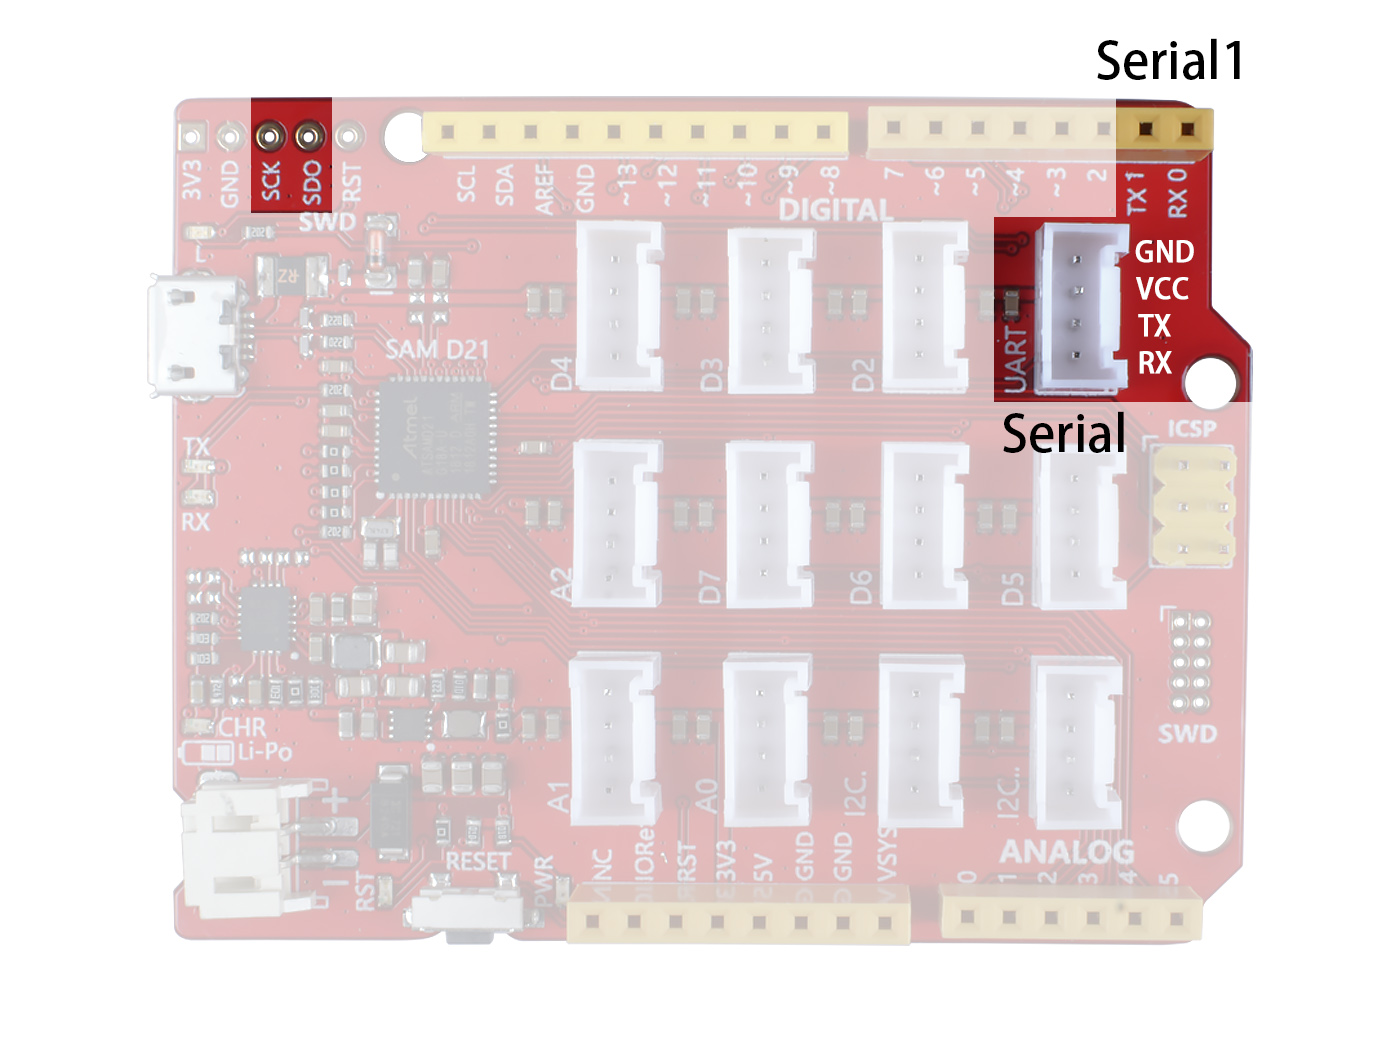 Serial1
3V3
GND
SCK
SDO
RST
SWD
SCL
SDA
AREF
GND
~13
~12
~11
~10
~9
~8
7
~6
~5
~4
~3
2
TX 1
RX 0
DIGITAL
GND
VCC
TX
RX
UART
Serial
L
SAM D21
D4
D3
D2
ICSP
TX
RX
Atmel
A2
D7
D6
D5
CHR
Li-Po
SWD
A1
A0
I2C.
I2C..
+
-
RST
RESET
PWR
NC
RST
3V3
5V
GND
GND
VSYS
ANALOG
0
1
2
3
4
5